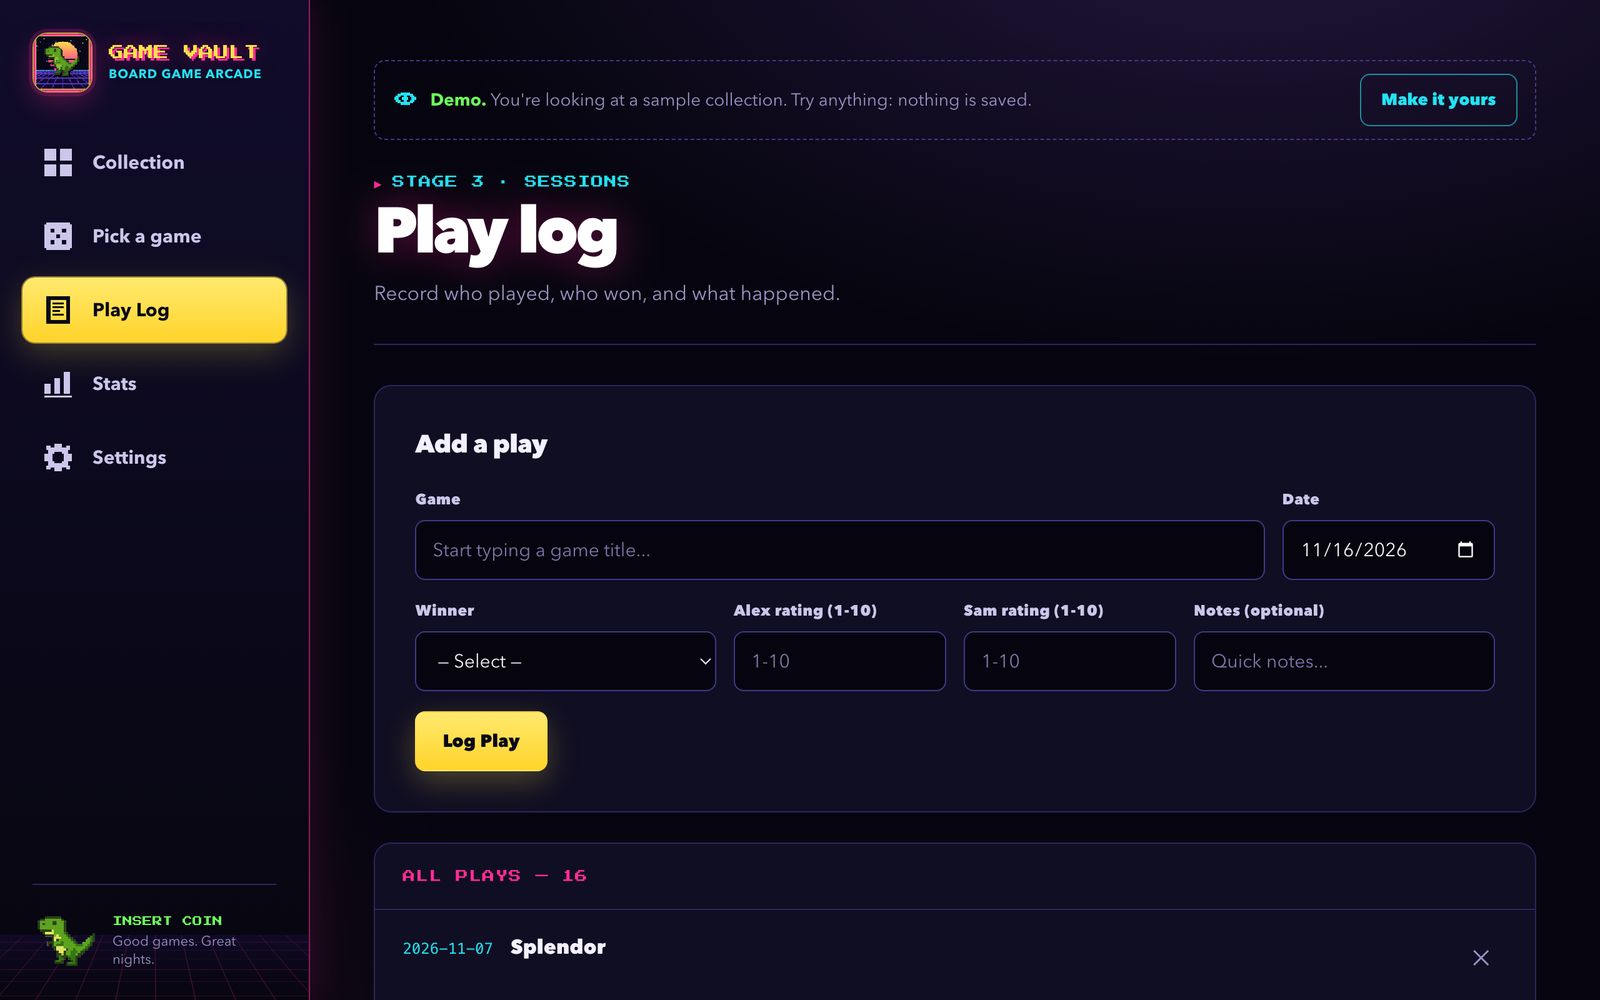 GAME VAULT
BOARD GAME ARCADE
Collection
Pick a game
Play Log
Stats
Settings
INSERT COIN
Good games. Great
nights.
Demo. You're looking at a sample collection. Try anything: nothing is saved.
Make it yours
STAGE 3 · SESSIONS
Play log
Record who played, who won, and what happened.
Add a play
Game
Date
Start typing a game title...
11/16/2026
Winner
Alex rating (1-10)
Sam rating (1-10)
Notes (optional)
— Select —
1-10
1-10
Quick notes...
Log Play
ALL PLAYS — 16
2026-11-07 Splendor